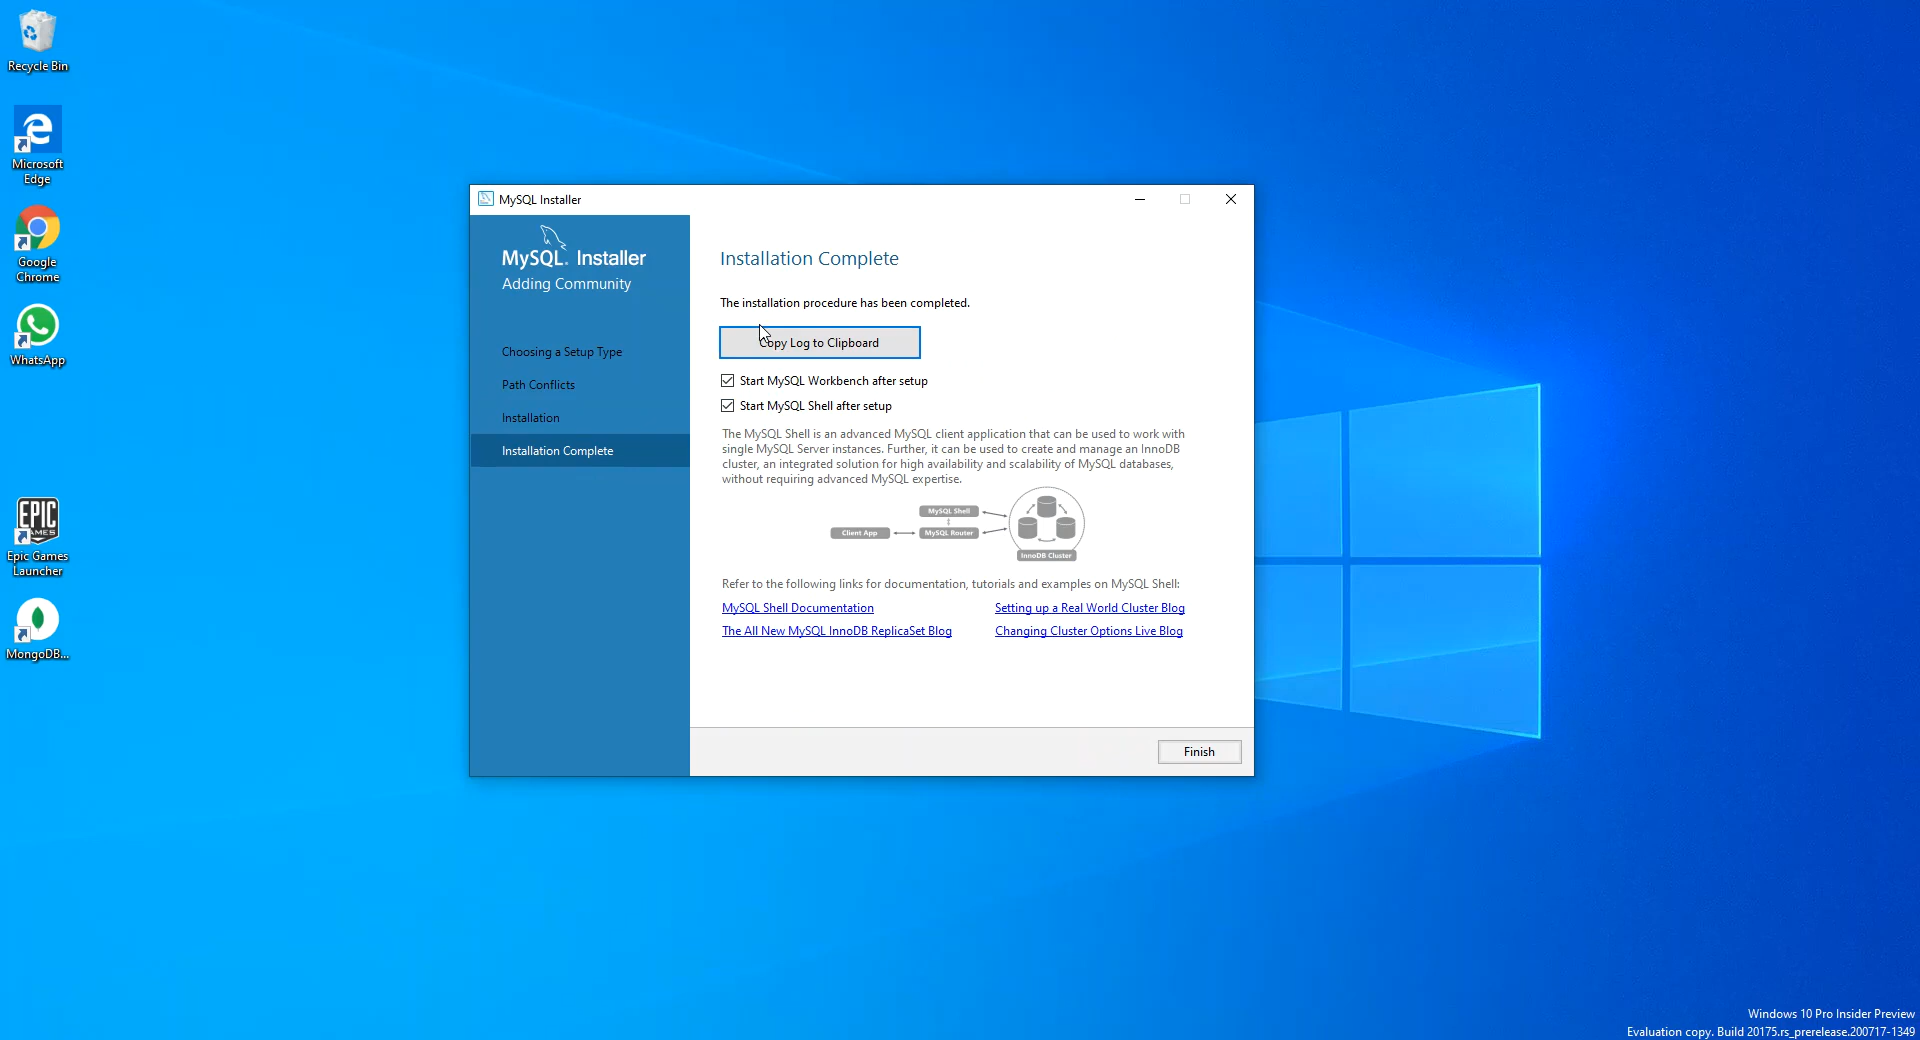 Recycle Bin
Microsoft
Edge
Google
Chrome
WhatsApp
EPIC
GAMES
Epic Games
Launcher
MongoDB...
MySQL Installer
MySQL. Installer
Adding Community
Choosing a Setup Type
Path Conflicts
Installation
Installation Complete
Installation Complete
The installation procedure has been completed.
Copy Log to Clipboard
Start MySQL Workbench after setup
Start MySQL Shell after setup
The MySQL Shell is an advanced MySQL client application that can be used to work with
single MySQL Server instances. Further, it can be used to create and manage an InnoDB
cluster, an integrated solution for high availability and scalability of MySQL databases,
without requiring advanced MySQL expertise.
MySQL Shell
Client App
MySQL Router
InnoDB Cluster
Refer to the following links for documentation, tutorials and examples on MySQL Shell:
MySQL Shell Documentation
Setting up a Real World Cluster Blog
The All New MySQL InnoDB ReplicaSet Blog
Changing Cluster Options Live Blog
Finish
Windows 10 Pro Insider Preview
Evaluation copy. Build 20175.rs_prerelease.200717-1349